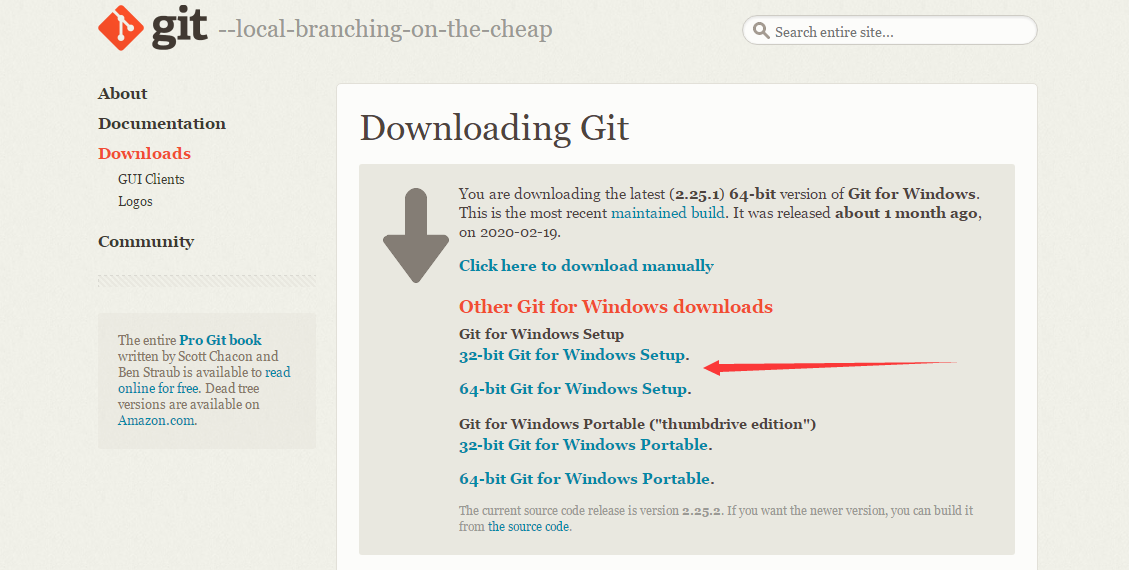 git --local-branching-on-the-cheap
Search entire site...
About
Documentation
Downloads
GUI Clients
Logos
Community
The entire Pro Git book
written by Scott Chacon and
Ben Straub is available to read
online for free. Dead tree
versions are available on
Amazon.com.
Downloading Git
You are downloading the latest (2.25.1) 64-bit version of Git for Windows.
This is the most recent maintained build. It was released about 1 month ago,
on 2020-02-19.
Click here to download manually
Other Git for Windows downloads
Git for Windows Setup
32-bit Git for Windows Setup.
64-bit Git for Windows Setup.
Git for Windows Portable ("thumbdrive edition")
32-bit Git for Windows Portable.
64-bit Git for Windows Portable.
The current source code release is version 2.25.2. If you want the newer version, you can build it
from the source code.